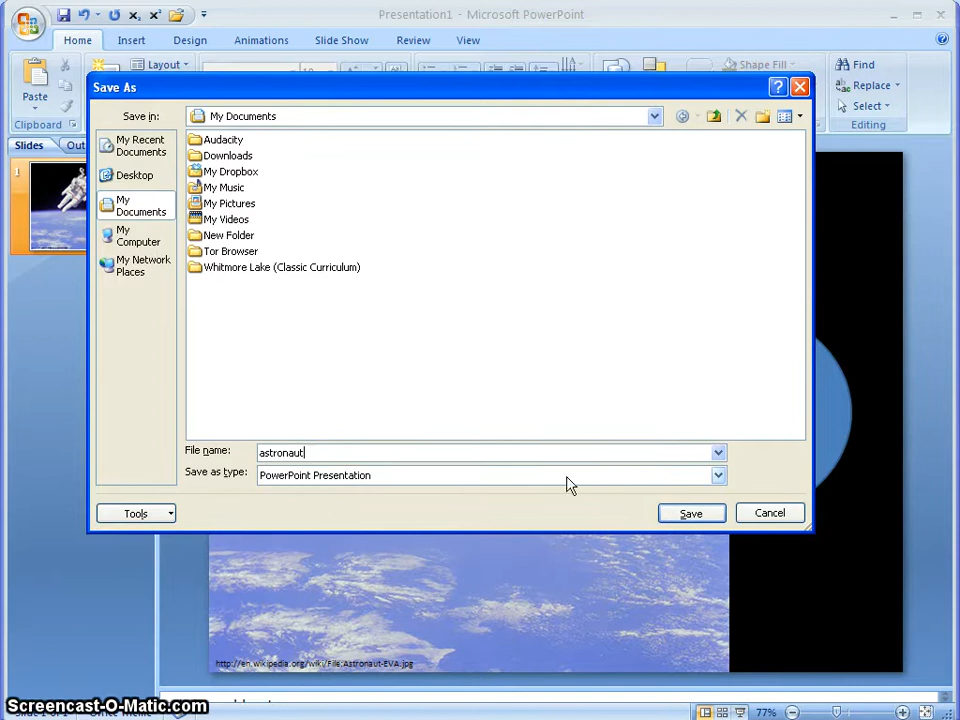 Presentation1 - Microsoft PowerPoint
Home
Insert
Design
Animations
Slide Show
Review
View
Paste
Layout
Shape Fill
Find
Replace
Select
Clipboard
Editing
Slides
Out
1
Save As
Save in:
My Documents
My Recent
Documents
Desktop
My
Documents
My
Computer
My Network
Places
Audacity
Downloads
My Dropbox
My Music
My Pictures
My Videos
New Folder
Tor Browser
Whitmore Lake (Classic Curriculum)
File name:
astronaut
Save as type:
PowerPoint Presentation
Tools
Save
Cancel
http://en.wikipedia.org/wiki/File:Astronaut-EVA.jpg
77%
Screencast-O-Matic.com